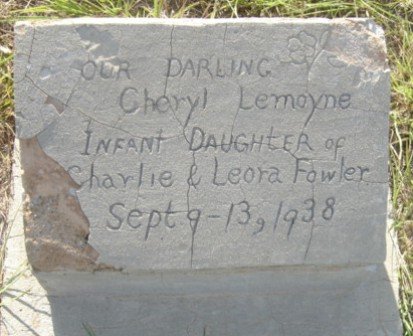 OUR DARLING
Cheryl Lemoyne
INFANT DAUGHTER of
Charlie & Leora Fowler
Sept 9-13, 1938